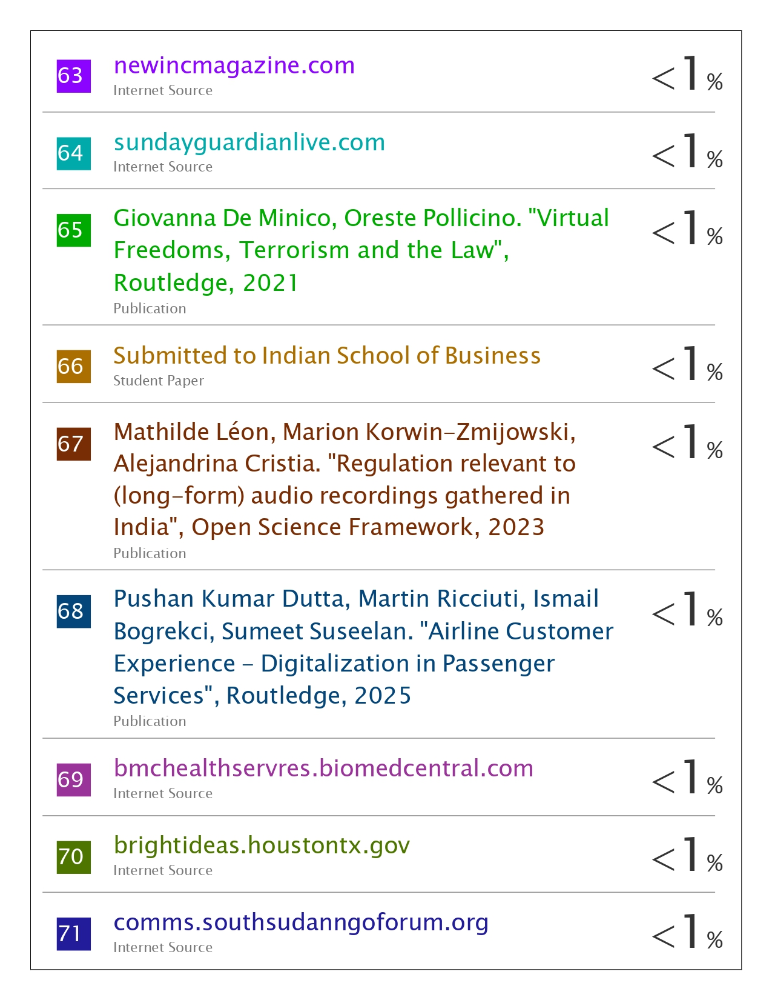 63 newincmagazine.com <1%
Internet Source
64 sundayguardianlive.com <1%
Internet Source
65 Giovanna De Minico, Oreste Pollicino. "Virtual <1%
Freedoms, Terrorism and the Law",
Routledge, 2021
Publication
66 Submitted to Indian School of Business <1%
Student Paper
67 Mathilde Léon, Marion Korwin-Zmijowski, <1%
Alejandrina Cristia. "Regulation relevant to
(long-form) audio recordings gathered in
India", Open Science Framework, 2023
Publication
68 Pushan Kumar Dutta, Martin Ricciuti, Ismail <1%
Bogrekci, Sumeet Suseelan. "Airline Customer
Experience - Digitalization in Passenger
Services", Routledge, 2025
Publication
69 bmchealthservres.biomedcentral.com <1%
Internet Source
70 brightideas.houstontx.gov <1%
Internet Source
71 comms.southsudanngoforum.org <1%
Internet Source